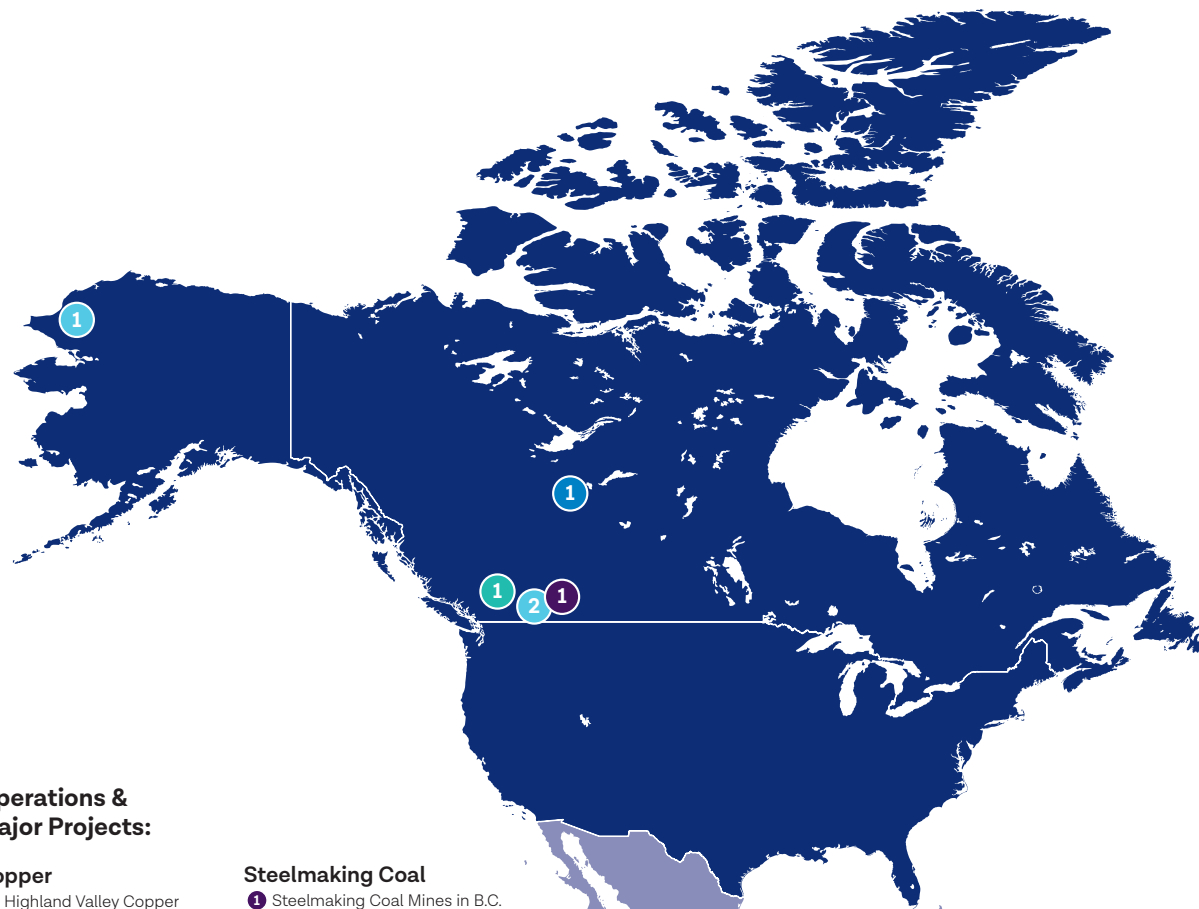 1
1
1
2
1
perations &
ajor Projects:
opper
Highland Valley Copper
Steelmaking Coal
1 Steelmaking Coal Mines in B.C.